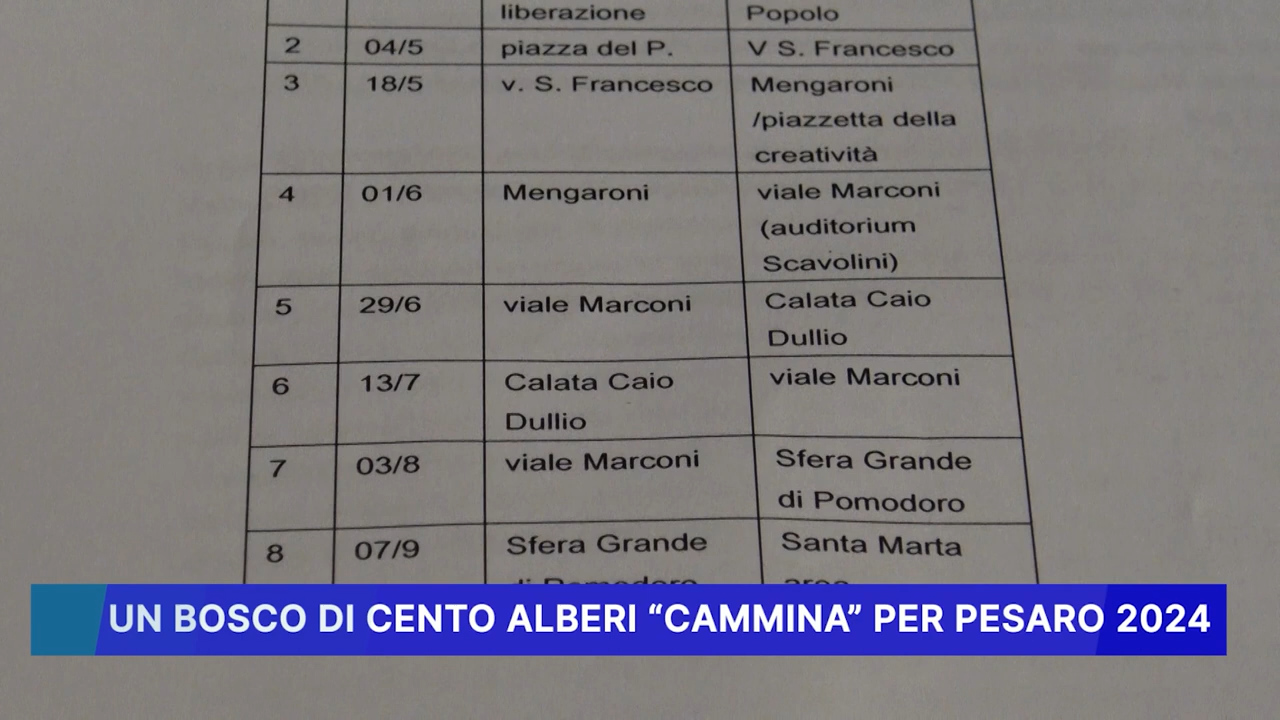 liberazione Popolo
2 04/5 piazza del P. V S. Francesco
3 18/5 v. S. Francesco Mengaroni
/piazzetta della
creatività
4 01/6 Mengaroni viale Marconi
(auditorium
Scavolini)
5 29/6 viale Marconi Calata Caio
Dullio
6 13/7 Calata Caio viale Marconi
Dullio
7 03/8 viale Marconi Sfera Grande
di Pomodoro
8 07/9 Sfera Grande Santa Marta
di Pomodoro area
UN BOSCO DI CENTO ALBERI “CAMMINA” PER PESARO 2024